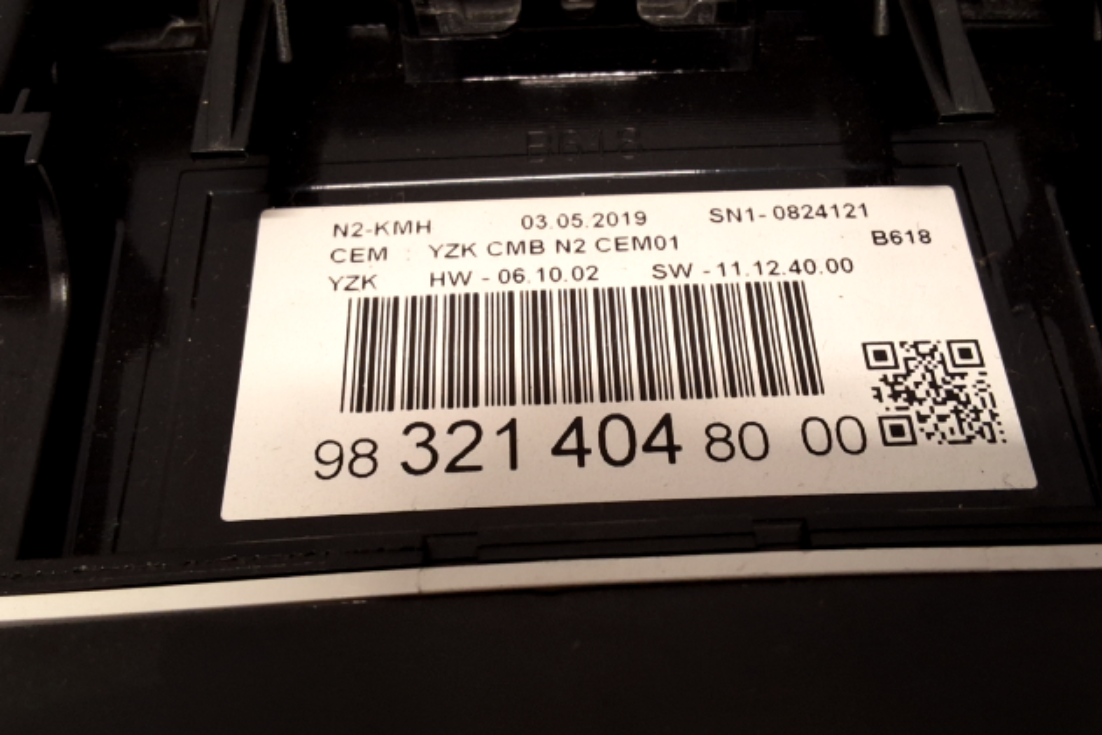 B618
N2-KMH 03.05.2019 SN1-0824121
CEM : YZK CMB N2 CEM01 B618
YZK HW - 06.10.02 SW - 11.12.40.00
98 321 404 80 00